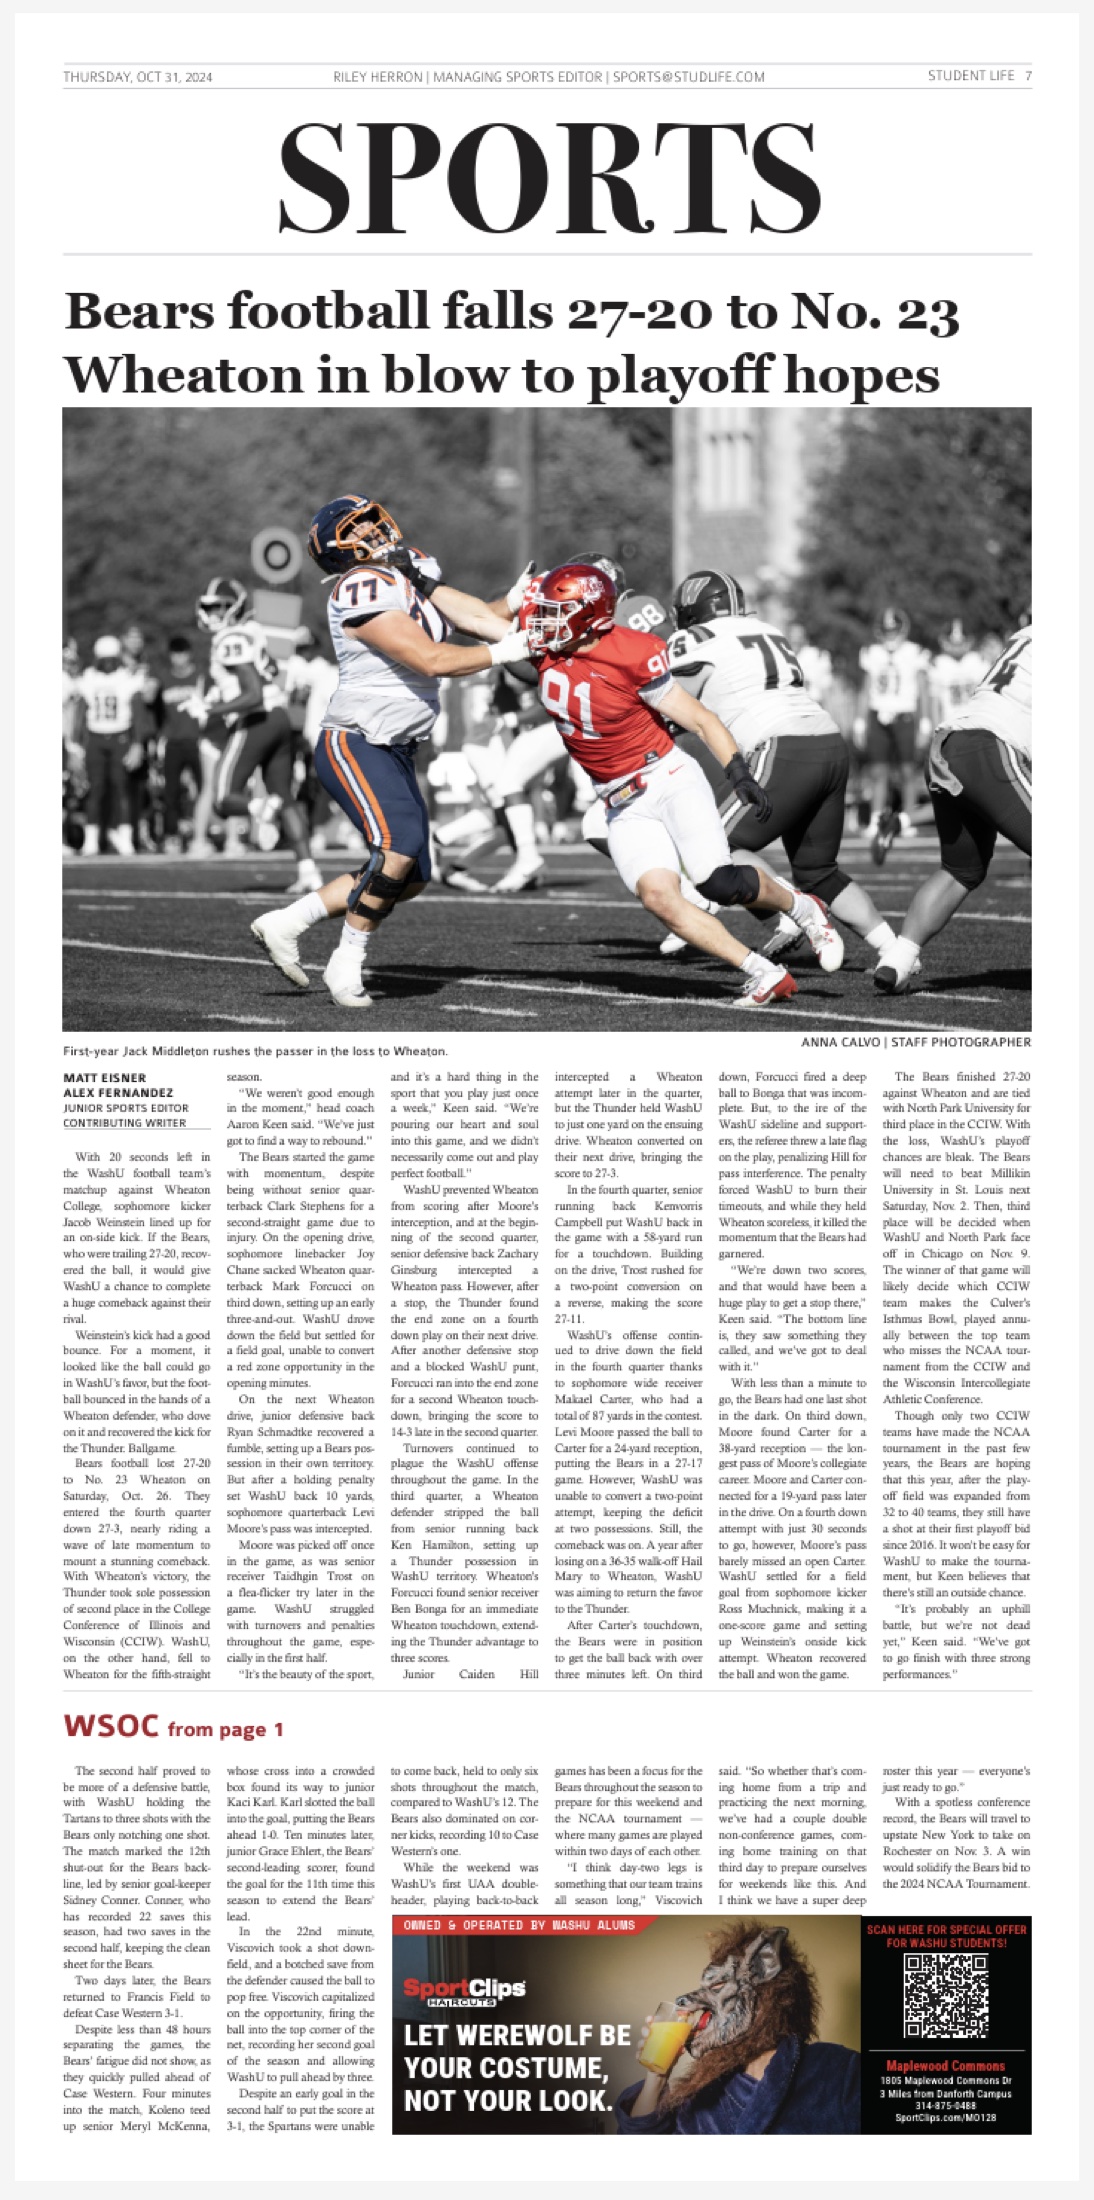 THURSDAY, OCT 31, 2024
RILEY HERRON | MANAGING SPORTS EDITOR | SPORTS@STUDLIFE.COM
STUDENT LIFE 7
SPORTS
Bears football falls 27-20 to No. 23
Wheaton in blow to playoff hopes
77
91
91
98
75
39
19
91
W
O
First-year Jack Middleton rushes the passer in the loss to Wheaton.
ANNA CALVO | STAFF PHOTOGRAPHER
MATT EISNER
ALEX FERNANDEZ
JUNIOR SPORTS EDITOR
CONTRIBUTING WRITER
With 20 seconds left in
the WashU football team's
matchup against Wheaton
College, sophomore kicker
Jacob Weinstein lined up for
an on-side kick. If the Bears,
who were trailing 27-20, recov-
ered the ball, it would give
WashU a chance to complete
a huge comeback against their
rival.
Weinstein's kick had a good
bounce. For a moment, it
looked like the ball could go
in WashU's favor, but the foot-
ball bounced in the hands of a
Wheaton defender, who dove
on it and recovered the kick for
the Thunder. Ballgame.
Bears football lost 27-20
to No. 23 Wheaton on
Saturday, Oct. 26. They
entered the fourth quarter
down 27-3, nearly riding a
wave of late momentum to
mount a stunning comeback.
With Wheaton's victory, the
Thunder took sole possession
of second place in the College
Conference of Illinois and
Wisconsin (CCIW). WashU,
on the other hand, fell to
Wheaton for the fifth-straight
season.
"We weren't good enough
in the moment," head coach
Aaron Keen said. "We've just
got to find a way to rebound."
The Bears started the game
with momentum, despite
being without senior quar-
terback Clark Stephens for a
second-straight game due to
injury. On the opening drive,
sophomore linebacker Joy
Chane sacked Wheaton quar-
terback Mark Forcucci on
third down, setting up an early
three-and-out. WashU drove
down the field but settled for
a field goal, unable to convert
a red zone opportunity in the
opening minutes.
On the next Wheaton
drive, junior defensive back
Ryan Schmadtke recovered a
fumble, setting up a Bears pos-
session in their own territory.
But after a holding penalty
set WashU back 10 yards,
sophomore quarterback Levi
Moore's pass was intercepted.
Moore was picked off once
in the game, as was senior
receiver Taidhgin Trost on
a flea-flicker try later in the
game. WashU struggled
with turnovers and penalties
throughout the game, espe-
cially in the first half.
"It's the beauty of the sport,
and it's a hard thing in the
sport that you play just once
a week," Keen said. "We're
pouring our heart and soul
into this game, and we didn't
necessarily come out and play
perfect football."
WashU prevented Wheaton
from scoring after Moore's
interception, and at the begin-
ning of the second quarter,
senior defensive back Zachary
Ginsburg intercepted a
Wheaton pass. However, after
a stop, the Thunder found
the end zone on a fourth
down play on their next drive.
After another defensive stop
and a blocked WashU punt,
Forcucci ran into the end zone
for a second Wheaton touch-
down, bringing the score to
14-3 late in the second quarter.
Turnovers continued to
plague the WashU offense
throughout the game. In the
third quarter, a Wheaton
defender stripped the ball
from senior running back
Ken Hamilton, setting up
a Thunder possession in
WashU territory. Wheaton's
Forcucci found senior receiver
Ben Bonga for an immediate
Wheaton touchdown, extend-
ing the Thunder advantage to
three scores.
Junior Caiden Hill
intercepted a Wheaton
attempt later in the quarter,
but the Thunder held WashU
to just one yard on the ensuing
drive. Wheaton converted on
their next drive, bringing the
score to 27-3.
In the fourth quarter, senior
running back Kenvorris
Campbell put WashU back in
the game with a 58-yard run
for a touchdown. Building
on the drive, Trost rushed for
a two-point conversion on
a reverse, making the score
27-11.
WashU's offense contin-
ued to drive down the field
in the fourth quarter thanks
to sophomore wide receiver
Makael Carter, who had a
total of 87 yards in the contest.
Levi Moore passed the ball to
Carter for a 24-yard reception,
putting the Bears in a 27-17
game. However, WashU was
unable to convert a two-point
attempt, keeping the deficit
at two possessions. Still, the
comeback was on. A year after
losing on a 36-35 walk-off Hail
Mary to Wheaton, WashU
was aiming to return the favor
to the Thunder.
After Carter's touchdown,
the Bears were in position
to get the ball back with over
three minutes left. On third
down, Forcucci fired a deep
ball to Bonga that was incom-
plete. But, to the ire of the
WashU sideline and support-
ers, the referee threw a late flag
on the play, penalizing Hill for
pass interference. The penalty
forced WashU to burn their
timeouts, and while they held
Wheaton scoreless, it killed the
momentum that the Bears had
garnered.
"We're down two scores,
and that would have been a
huge play to get a stop there,"
Keen said. "The bottom line
is, they saw something they
called, and we've got to deal
with it."
With less than a minute to
go, the Bears had one last shot
in the dark. On third down,
Moore found Carter for a
38-yard reception — the lon-
gest pass of Moore's collegiate
career. Moore and Carter con-
nected for a 19-yard pass later
in the drive. On a fourth down
attempt with just 30 seconds
to go, however, Moore's pass
barely missed an open Carter.
WashU settled for a field
goal from sophomore kicker
Ross Muchnick, making it a
one-score game and setting
up Weinstein's onside kick
attempt. Wheaton recovered
the ball and won the game.
The Bears finished 27-20
against Wheaton and are tied
with North Park University for
third place in the CCIW. With
the loss, WashU's playoff
chances are bleak. The Bears
will need to beat Millikin
University in St. Louis next
Saturday, Nov. 2. Then, third
place will be decided when
WashU and North Park face
off in Chicago on Nov. 9.
The winner of that game will
likely decide which CCIW
team makes the Culver's
Isthmus Bowl, played annu-
ally between the top team
who misses the NCAA tour-
nament from the CCIW and
the Wisconsin Intercollegiate
Athletic Conference.
Though only two CCIW
teams have made the NCAA
tournament in the past few
years, the Bears are hoping
that this year, after the play-
off field was expanded from
32 to 40 teams, they still have
a shot at their first playoff bid
since 2016. It won't be easy for
WashU to make the tourna-
ment, but Keen believes that
there's still an outside chance.
"It's probably an uphill
battle, but we're not dead
yet," Keen said. "We've got
to go finish with three strong
performances."
WSOC from page 1
The second half proved to
be more of a defensive battle,
with WashU holding the
Tartans to three shots with the
Bears only notching one shot.
The match marked the 12th
shut-out for the Bears back-
line, led by senior goal-keeper
Sidney Conner. Conner, who
has recorded 22 saves this
season, had two saves in the
second half, keeping the clean
sheet for the Bears.
Two days later, the Bears
returned to Francis Field to
defeat Case Western 3-1.
Despite less than 48 hours
separating the games, the
Bears' fatigue did not show, as
they quickly pulled ahead of
Case Western. Four minutes
into the match, Koleno teed
up senior Meryl McKenna,
whose cross into a crowded
box found its way to junior
Kaci Karl. Karl slotted the ball
into the goal, putting the Bears
ahead 1-0. Ten minutes later,
junior Grace Ehlert, the Bears'
second-leading scorer, found
the goal for the 11th time this
season to extend the Bears'
lead.
In the 22nd minute,
Viscovich took a shot down-
field, and a botched save from
the defender caused the ball to
pop free. Viscovich capitalized
on the opportunity, firing the
ball into the top corner of the
net, recording her second goal
of the season and allowing
WashU to pull ahead by three.
Despite an early goal in the
second half to put the score at
3-1, the Spartans were unable
to come back, held to only six
shots throughout the match,
compared to WashU's 12. The
Bears also dominated on cor-
ner kicks, recording 10 to Case
Western's one.
While the weekend was
WashU's first UAA double-
header, playing back-to-back
games has been a focus for the
Bears throughout the season to
prepare for this weekend and
the NCAA tournament —
where many games are played
within two days of each other.
"I think day-two legs is
something that our team trains
all season long," Viscovich
said. "So whether that's com-
ing home from a trip and
practicing the next morning,
we've had a couple double
non-conference games, com-
ing home training on that
third day to prepare ourselves
for weekends like this. And
I think we have a super deep
roster this year — everyone's
just ready to go."
With a spotless conference
record, the Bears will travel to
upstate New York to take on
Rochester on Nov. 3. A win
would solidify the Bears bid to
the 2024 NCAA Tournament.
OWNED & OPERATED BY WASHU ALUMS
SportClips
HAIRCUTS
LET WEREWOLF BE
YOUR COSTUME,
NOT YOUR LOOK.
SCAN HERE FOR SPECIAL OFFER
FOR WASHU STUDENTS!
Maplewood Commons
1805 Maplewood Commons Dr
3 Miles from Danforth Campus
314-875-0488
SportClips.com/MO128